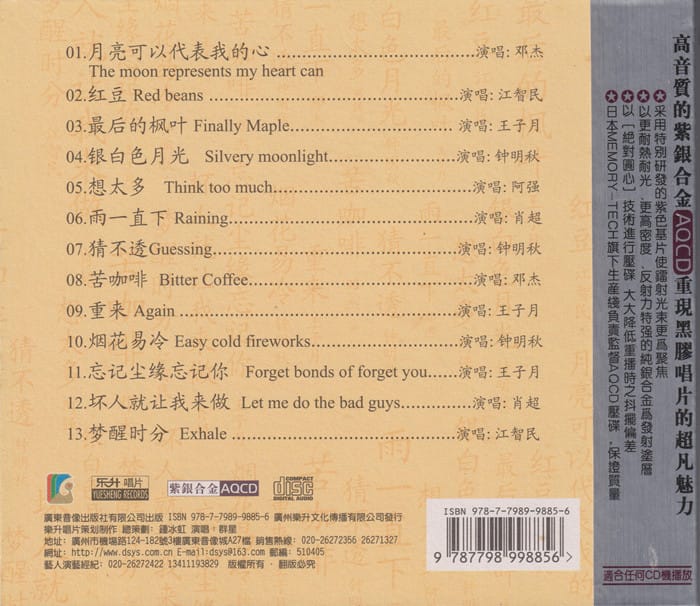 01.月亮可以代表我的心 ........................演唱: 邓杰
The moon represents my heart can
02.红豆 Red beans ........................演唱: 江智民
03.最后的枫叶 Finally Maple........................演唱: 王子月
04.银白色月光 Silvery moonlight..................演唱: 钟明秋
05.想太多 Think too much..........................演唱: 阿强
06.雨一直下 Raining...............................演唱: 肖超
07.猜不透Guessing..............................演唱: 钟明秋
08.苦咖啡 Bitter Coffee.............................演唱: 邓杰
09.重来 Again ....................................演唱: 王子月
10.烟花易冷 Easy cold fireworks.....................演唱: 钟明秋
11.忘记尘缘忘记你 Forget bonds of forget you......演唱: 王子月
12.坏人就让我来做 Let me do the bad guys.........演唱: 肖超
13.梦醒时分 Exhale ..............................演唱: 江智民
乐升 唱片
YUESHENG RECORDS
紫銀合金 AQCD
COMPACT
disc
DIGITAL AUDIO
廣東音像出版社有限公司出版 ISBN 978-7-7989-9885-6 廣州樂升文化傳播有限公司發行
樂升唱片策划制作 總策劃: 鍾冰虹 演唱: 群星
地址: 廣州市機場路124-182號3樓廣東音像城A27檔 銷售熱綫: 020-26272356 26271327
網址: http://www.dsys.com.cn E-mail:dsys@163.com 郵編: 510405
藝人演艺簽約: 020-26272422 13411193829 版權所有·翻版必究
ISBN 978-7-7989-9885-6
9 787798 998856
高音質的紫銀合金AQCD重現黑膠唱片的超凡魅力
★采用特別研發的紫色基片使鐳射光束更爲聚焦
★以更耐熱耐光,更高密度,反射力特强的純銀合金爲發射塗層
★以[絕對圓心]技術進行壓碟,大大降低重播時之抖擺偏差
★日本MEMORY-TECH旗下生産綫負責監督AQCD壓碟,保證質量
適合任何CD機播放